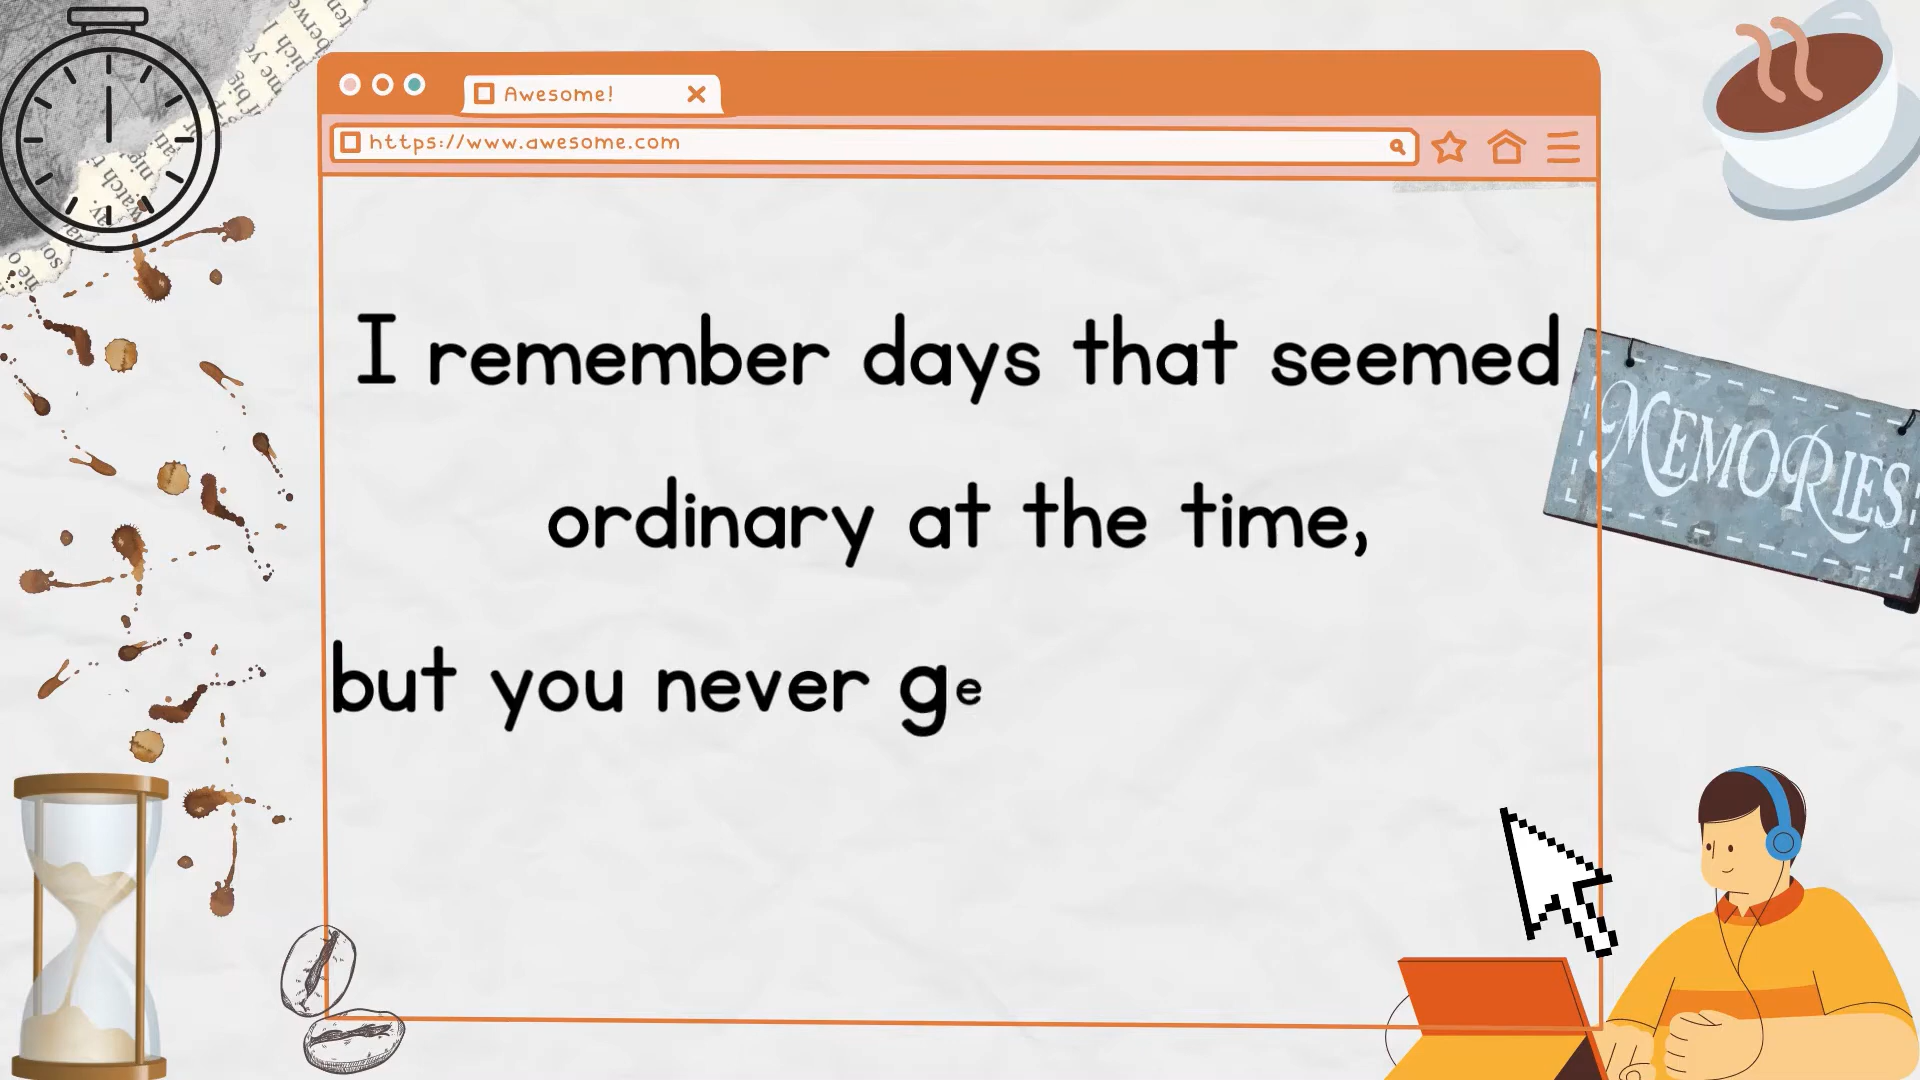 Awesome!
https://www.awesome.com
I remember days that seemed
ordinary at the time,
but you never ge
MEMORIES